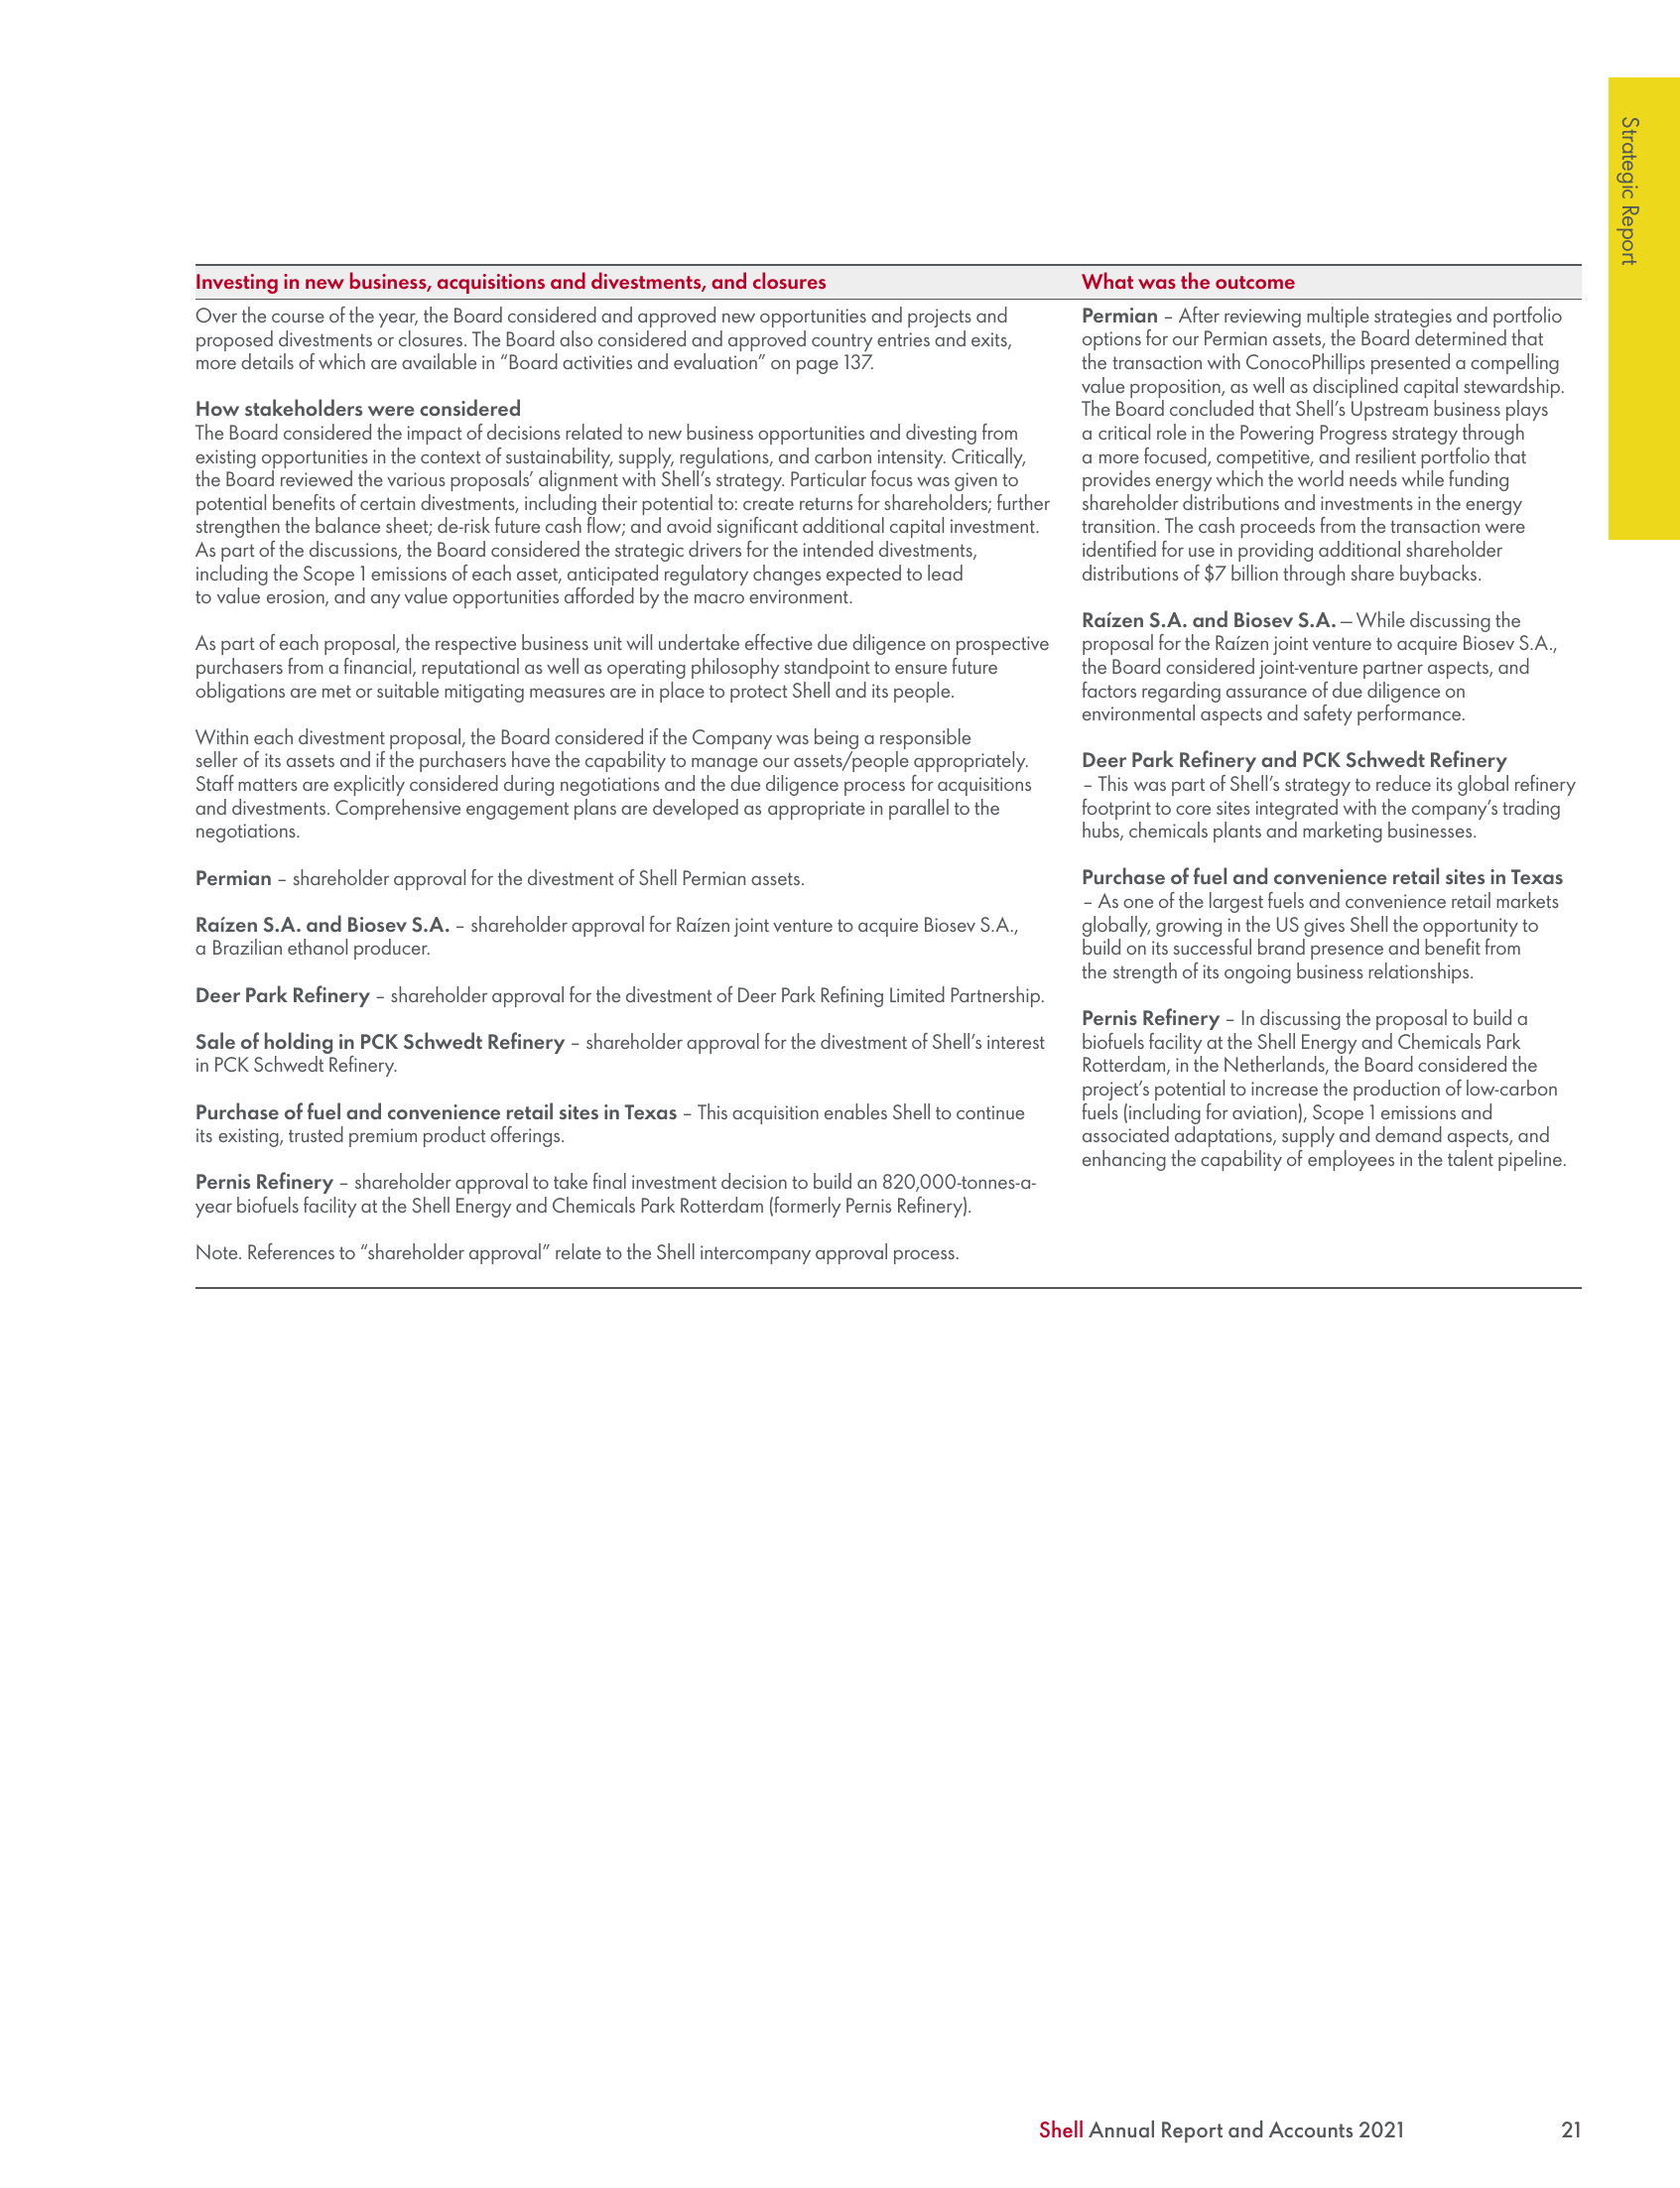 Strategic Report
Investing in new business, acquisitions and divestments, and closures
Over the course of the year, the Board considered and approved new opportunities and projects and
proposed divestments or closures. The Board also considered and approved country entries and exits,
more details of which are available in “Board activities and evaluation” on page 137.
How stakeholders were considered
The Board considered the impact of decisions related to new business opportunities and divesting from
existing opportunities in the context of sustainability, supply, regulations, and carbon intensity. Critically,
the Board reviewed the various proposals’ alignment with Shell’s strategy. Particular focus was given to
potential benefits of certain divestments, including their potential to: create returns for shareholders; further
strengthen the balance sheet; de-risk future cash flow; and avoid significant additional capital investment.
As part of the discussions, the Board considered the strategic drivers for the intended divestments,
including the Scope 1 emissions of each asset, anticipated regulatory changes expected to lead
to value erosion, and any value opportunities afforded by the macro environment.
As part of each proposal, the respective business unit will undertake effective due diligence on prospective
purchasers from a financial, reputational as well as operating philosophy standpoint to ensure future
obligations are met or suitable mitigating measures are in place to protect Shell and its people.
Within each divestment proposal, the Board considered if the Company was being a responsible
seller of its assets and if the purchasers have the capability to manage our assets/people appropriately.
Staff matters are explicitly considered during negotiations and the due diligence process for acquisitions
and divestments. Comprehensive engagement plans are developed as appropriate in parallel to the
negotiations.
Permian – shareholder approval for the divestment of Shell Permian assets.
Raízen S.A. and Biosev S.A. – shareholder approval for Raízen joint venture to acquire Biosev S.A.,
a Brazilian ethanol producer.
Deer Park Refinery – shareholder approval for the divestment of Deer Park Refining Limited Partnership.
Sale of holding in PCK Schwedt Refinery – shareholder approval for the divestment of Shell’s interest
in PCK Schwedt Refinery.
Purchase of fuel and convenience retail sites in Texas – This acquisition enables Shell to continue
its existing, trusted premium product offerings.
Pernis Refinery – shareholder approval to take final investment decision to build an 820,000-tonnes-a-
year biofuels facility at the Shell Energy and Chemicals Park Rotterdam (formerly Pernis Refinery).
Note. References to “shareholder approval” relate to the Shell intercompany approval process.
What was the outcome
Permian – After reviewing multiple strategies and portfolio
options for our Permian assets, the Board determined that
the transaction with ConocoPhillips presented a compelling
value proposition, as well as disciplined capital stewardship.
The Board concluded that Shell’s Upstream business plays
a critical role in the Powering Progress strategy through
a more focused, competitive, and resilient portfolio that
provides energy which the world needs while funding
shareholder distributions and investments in the energy
transition. The cash proceeds from the transaction were
identified for use in providing additional shareholder
distributions of $7 billion through share buybacks.
Raízen S.A. and Biosev S.A. — While discussing the
proposal for the Raízen joint venture to acquire Biosev S.A.,
the Board considered joint-venture partner aspects, and
factors regarding assurance of due diligence on
environmental aspects and safety performance.
Deer Park Refinery and PCK Schwedt Refinery
– This was part of Shell’s strategy to reduce its global refinery
footprint to core sites integrated with the company’s trading
hubs, chemicals plants and marketing businesses.
Purchase of fuel and convenience retail sites in Texas
– As one of the largest fuels and convenience retail markets
globally, growing in the US gives Shell the opportunity to
build on its successful brand presence and benefit from
the strength of its ongoing business relationships.
Pernis Refinery – In discussing the proposal to build a
biofuels facility at the Shell Energy and Chemicals Park
Rotterdam, in the Netherlands, the Board considered the
project’s potential to increase the production of low-carbon
fuels (including for aviation), Scope 1 emissions and
associated adaptations, supply and demand aspects, and
enhancing the capability of employees in the talent pipeline.
Shell Annual Report and Accounts 2021 21